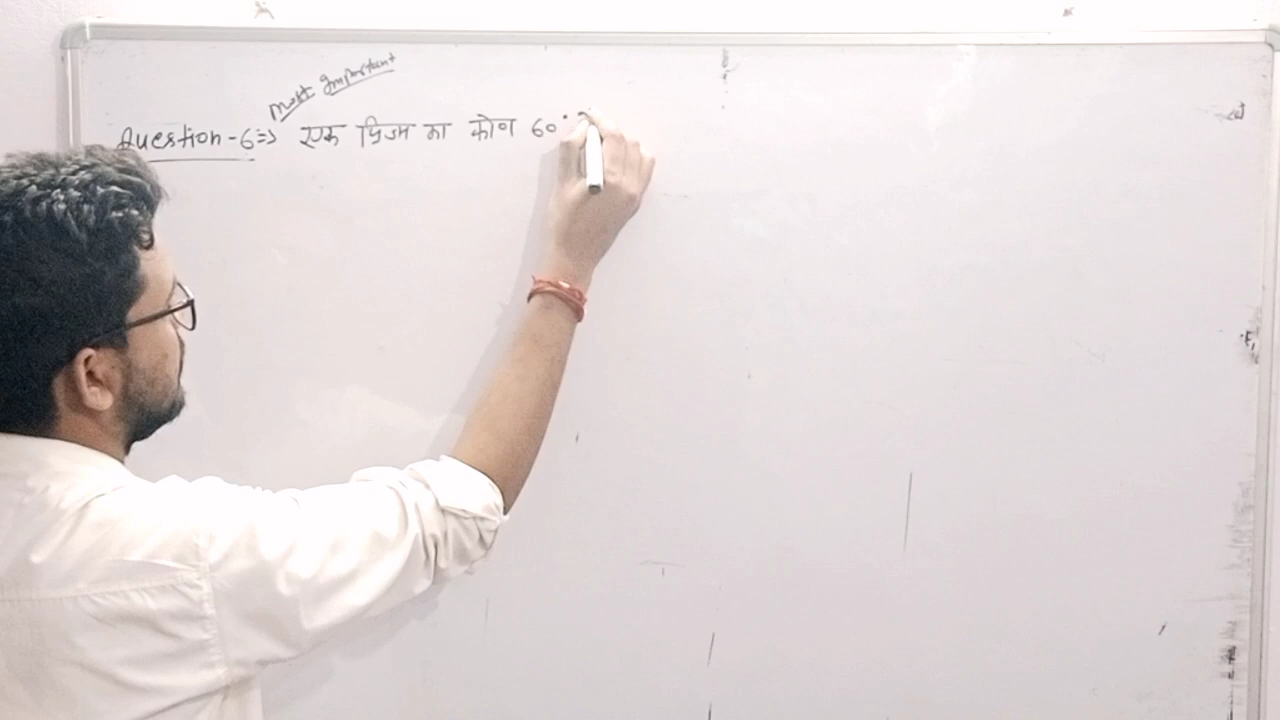 Most Important
Question-6⇒ एक प्रिज्म का कोण 60°